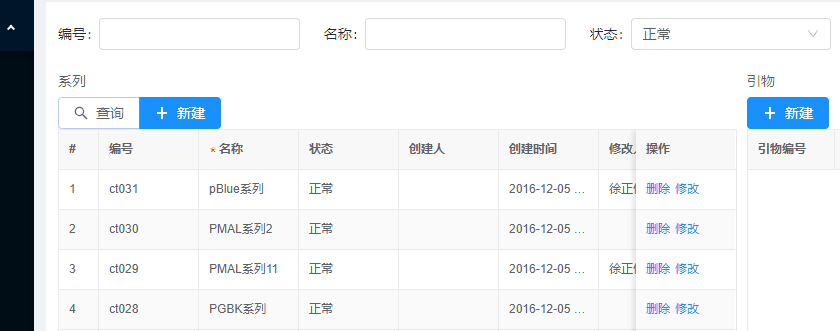 编号: 名称: 状态: 正常
系列 引物
查询 + 新建 + 新建
# 编号 * 名称 状态 创建人 创建时间 修改 操作 引物编号
1 ct031 pBlue系列 正常 2016-12-05 ... 徐正 删除 修改
2 ct030 PMAL系列2 正常 2016-12-05 ... 删除 修改
3 ct029 PMAL系列11 正常 2016-12-05 ... 徐正 删除 修改
4 ct028 PGBK系列 正常 2016-12-05 ... 删除 修改